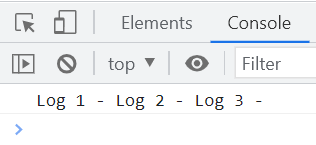 Elements Console
top ▼ Filter
Log 1 - Log 2 - Log 3 -
>